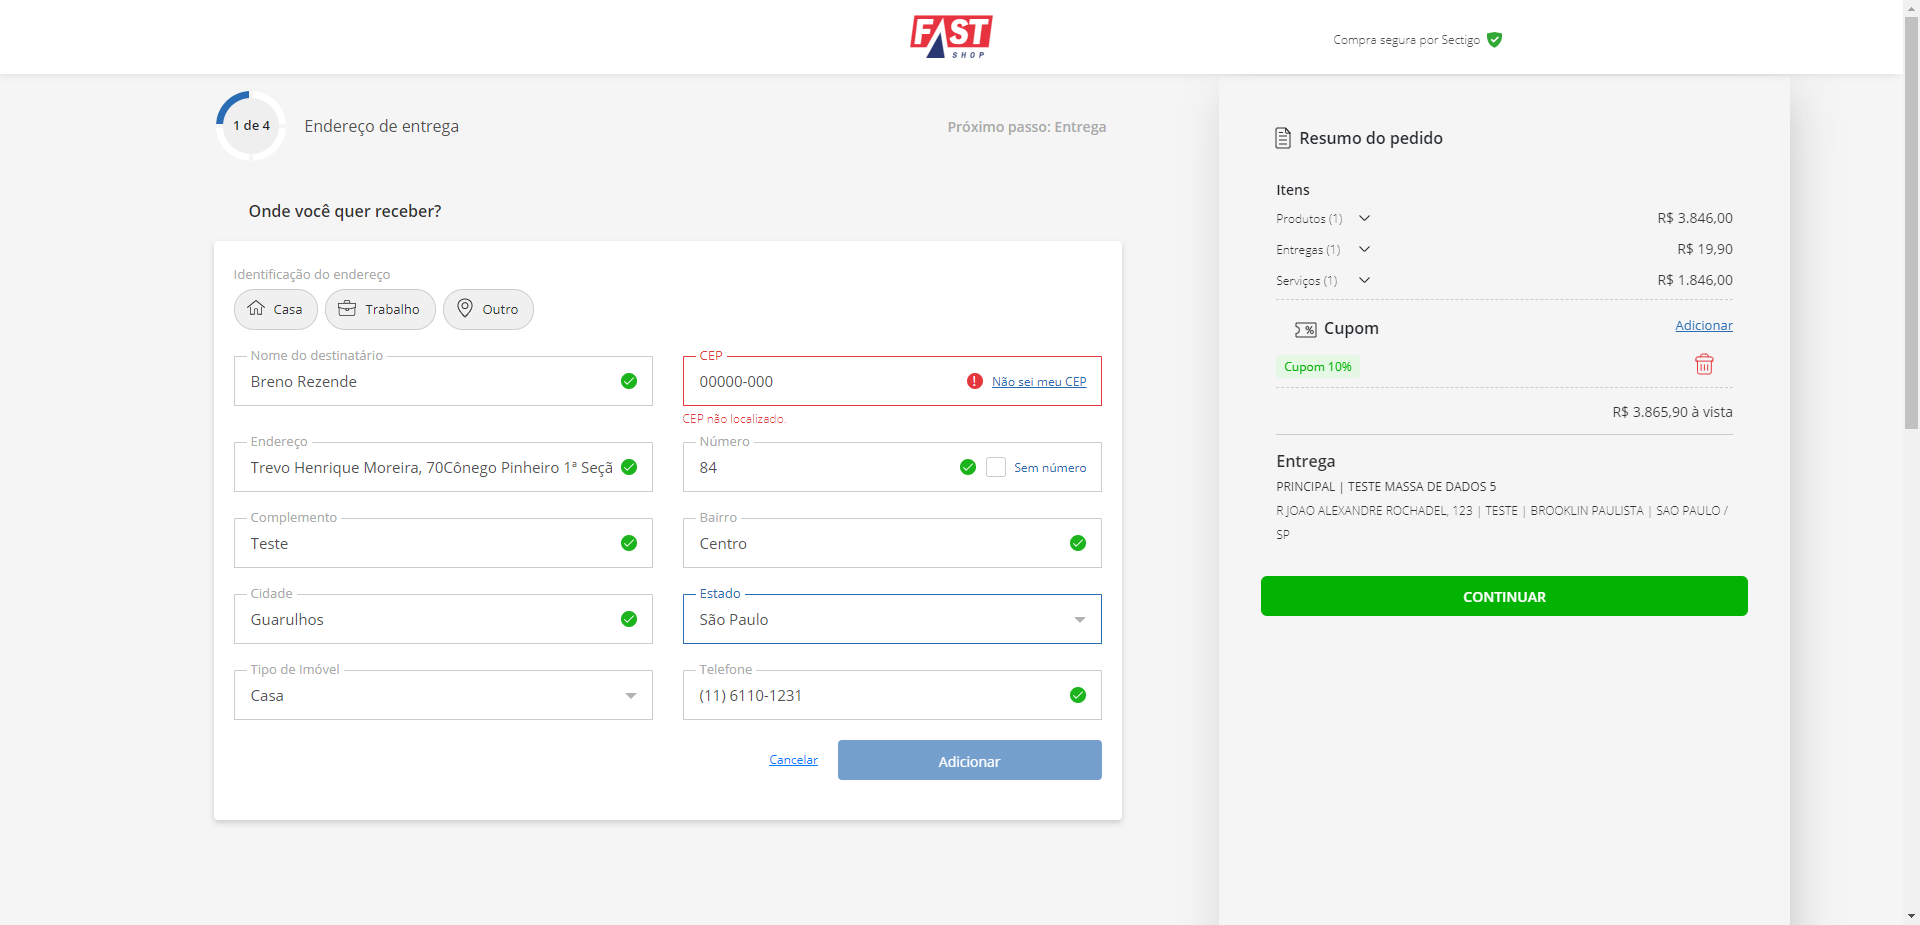 FAST
SHOP
Compra segura por Sectigo
1 de 4
Endereço de entrega
Próximo passo: Entrega
Onde você quer receber?
Identificação do endereço
Casa
Trabalho
Outro
Nome do destinatário
Breno Rezende
CEP
00000-000
Não sei meu CEP
CEP não localizado.
Endereço
Trevo Henrique Moreira, 70Cônego Pinheiro 1ª Seçã
Número
84
Sem número
Complemento
Teste
Bairro
Centro
Cidade
Guarulhos
Estado
São Paulo
Tipo de Imóvel
Casa
Telefone
(11) 6110-1231
Cancelar
Adicionar
Resumo do pedido
Itens
Produtos (1)
R$ 3.846,00
Entregas (1)
R$ 19,90
Serviços (1)
R$ 1.846,00
% Cupom
Adicionar
Cupom 10%
R$ 3.865,90 à vista
Entrega
PRINCIPAL | TESTE MASSA DE DADOS 5
R JOAO ALEXANDRE ROCHADEL, 123 | TESTE | BROOKLIN PAULISTA | SAO PAULO /
SP
CONTINUAR